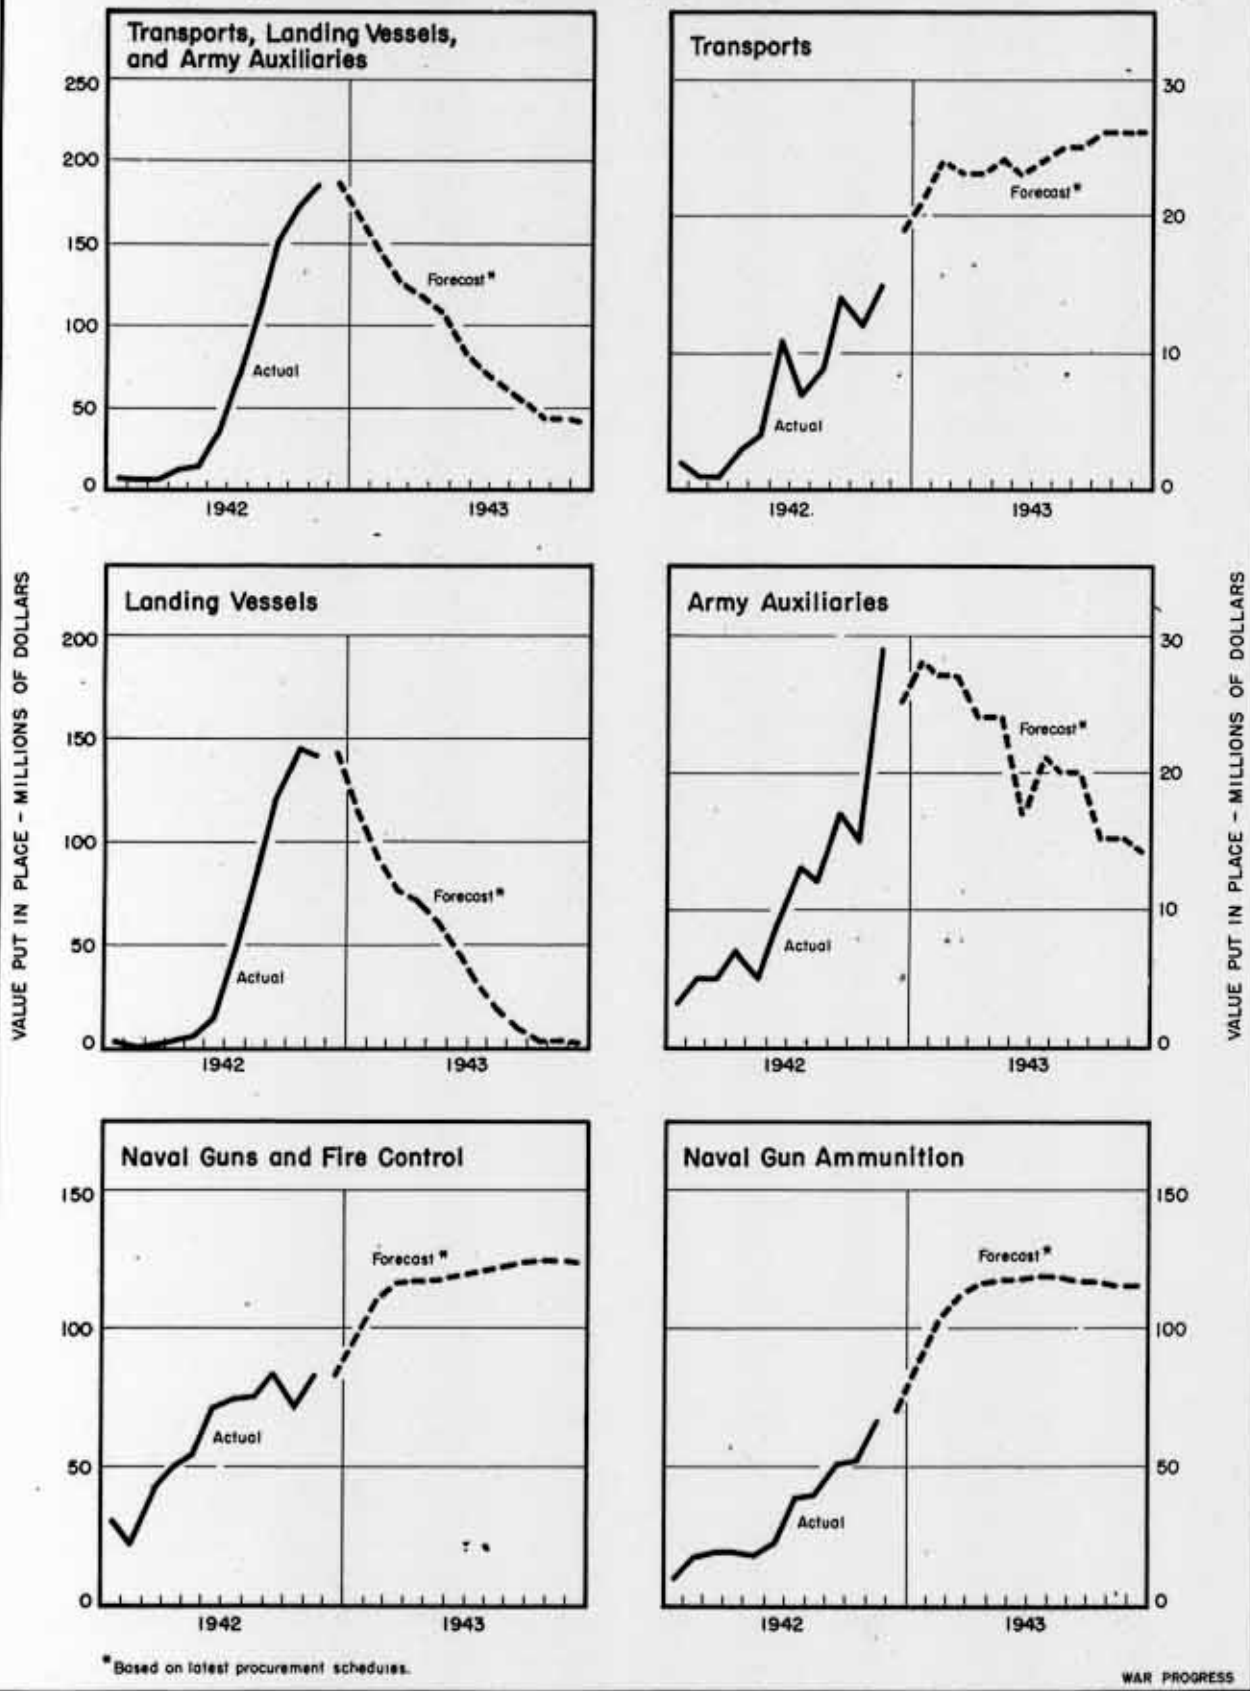 Transports, Landing Vessels,
and Army Auxiliaries
250
200
150
100
50
0
Forecast*
Actual
1942
1943
Transports
30
20
10
0
Forecast*
Actual
1942.
1943
VALUE PUT IN PLACE - MILLIONS OF DOLLARS
Landing Vessels
200
150
100
50
0
Forecast*
Actual
1942
1943
Army Auxiliaries
30
20
10
0
Forecast*
Actual
1942
1943
VALUE PUT IN PLACE - MILLIONS OF DOLLARS
Naval Guns and Fire Control
150
100
50
0
Forecast*
Actual
1942
1943
Naval Gun Ammunition
150
100
50
0
Forecast*
Actual
1942
1943
*Based on latest procurement schedules.
WAR PROGRESS